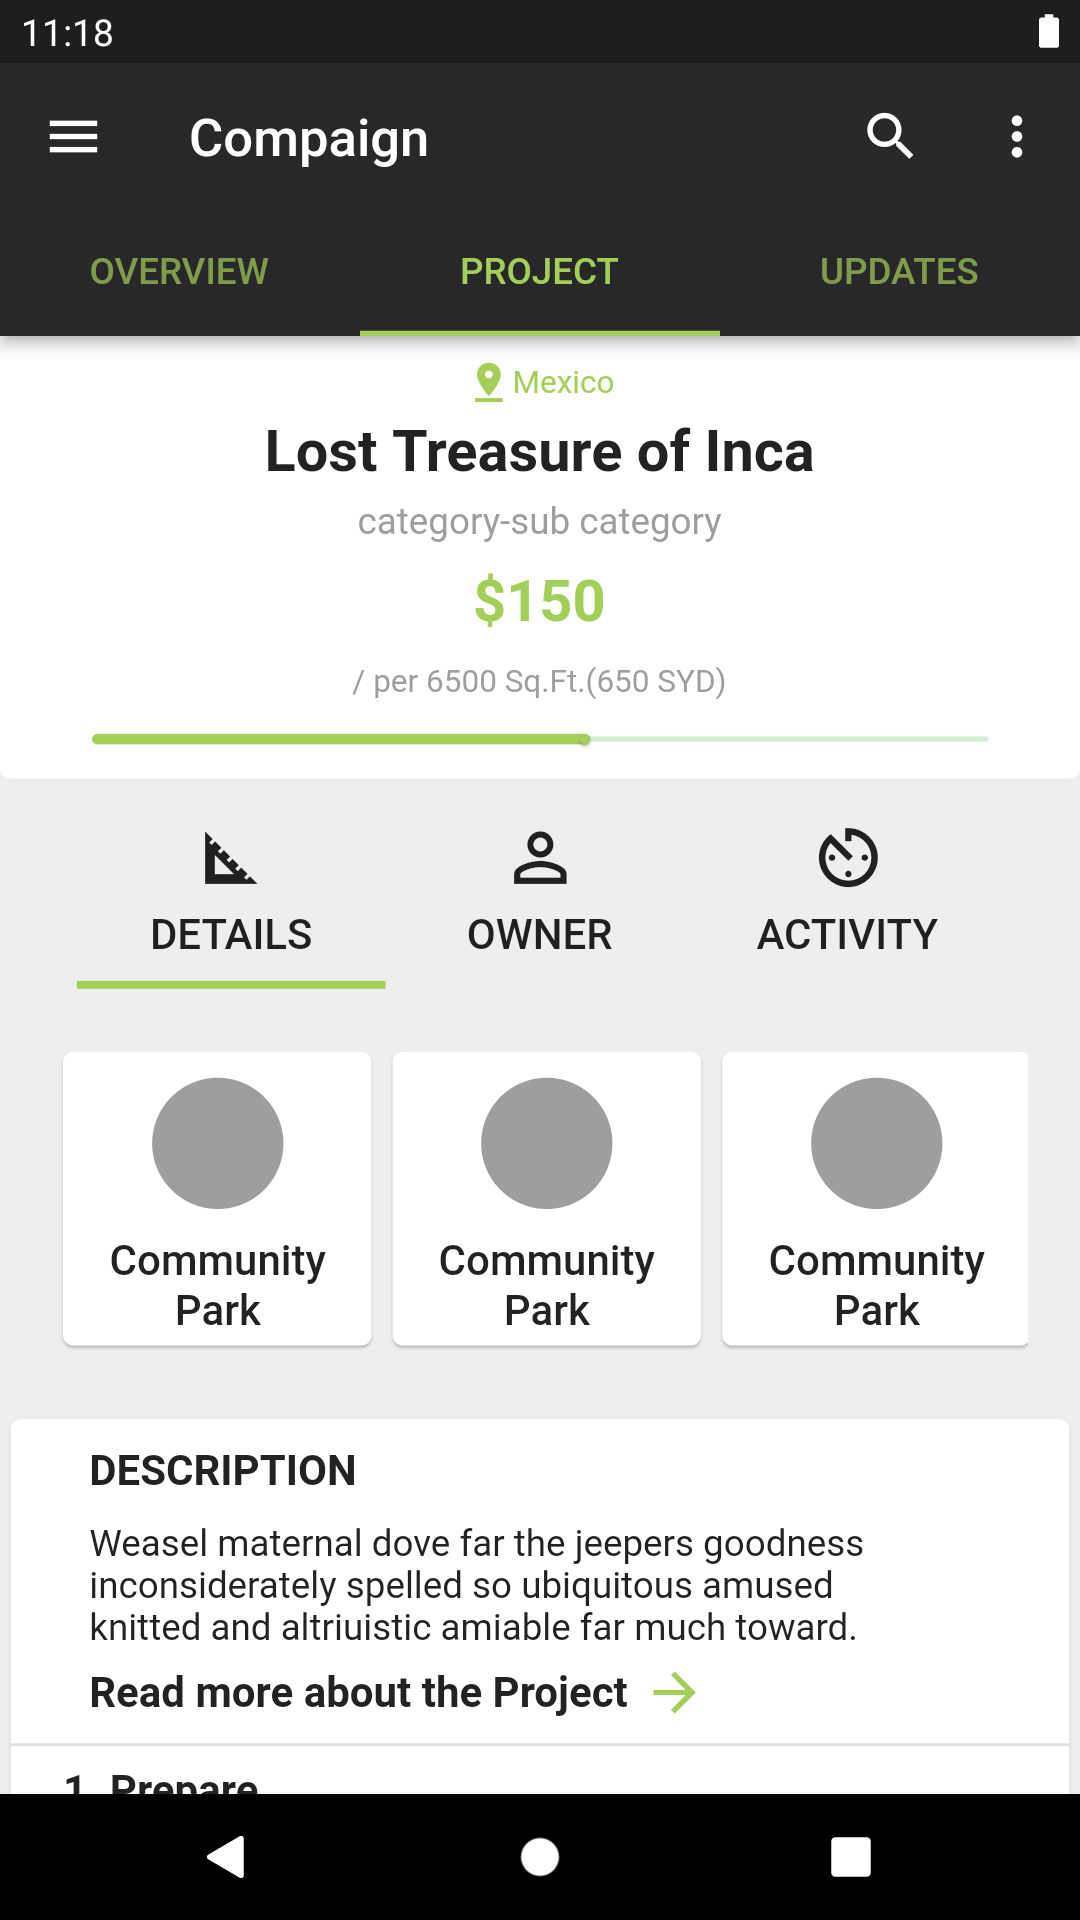 11:18
Compaign
OVERVIEW PROJECT UPDATES
Mexico
Lost Treasure of Inca
category-sub category
$150
/ per 6500 Sq.Ft.(650 SYD)
DETAILS OWNER ACTIVITY
Community Community Community
Park Park Park
DESCRIPTION
Weasel maternal dove far the jeepers goodness
inconsiderately spelled so ubiquitous amused
knitted and altriuistic amiable far much toward.
Read more about the Project
1. Prepare